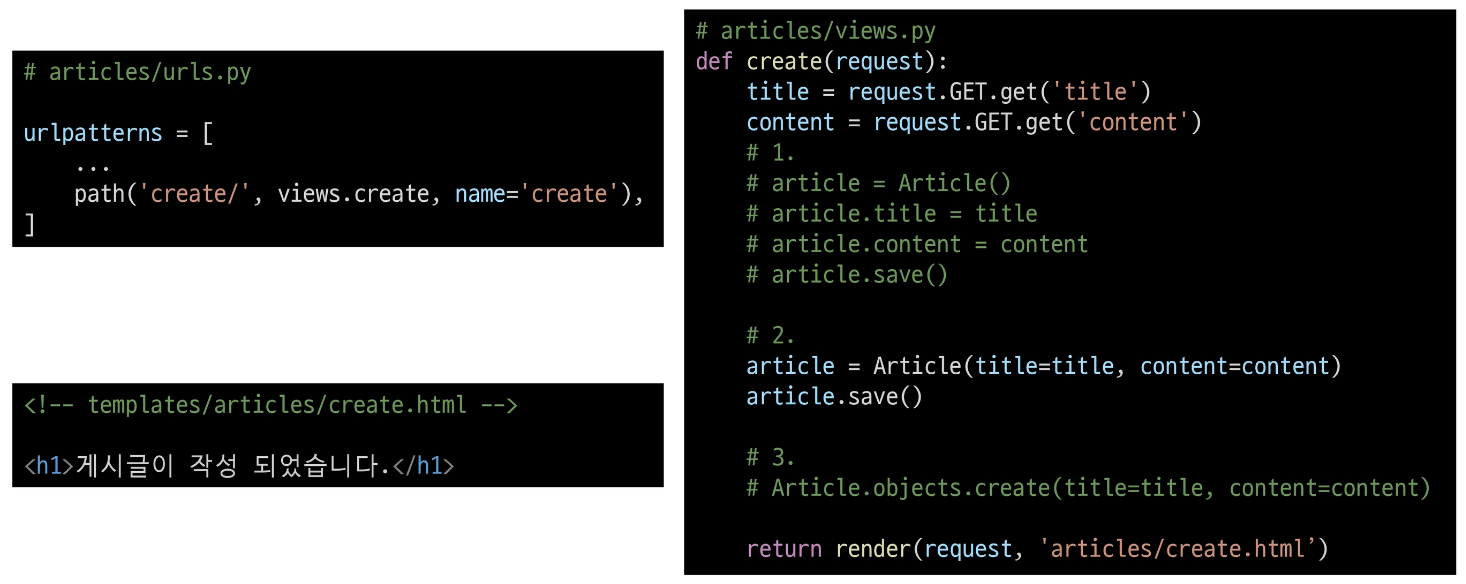 # articles/urls.py
urlpatterns = [
    ...
    path('create/', views.create, name='create'),
]
<!-- templates/articles/create.html -->
<h1>게시글이 작성 되었습니다.</h1>
# articles/views.py
def create(request):
    title = request.GET.get('title')
    content = request.GET.get('content')
    # 1.
    # article = Article()
    # article.title = title
    # article.content = content
    # article.save()
    # 2.
    article = Article(title=title, content=content)
    article.save()
    # 3.
    # Article.objects.create(title=title, content=content)
    return render(request, 'articles/create.html’)